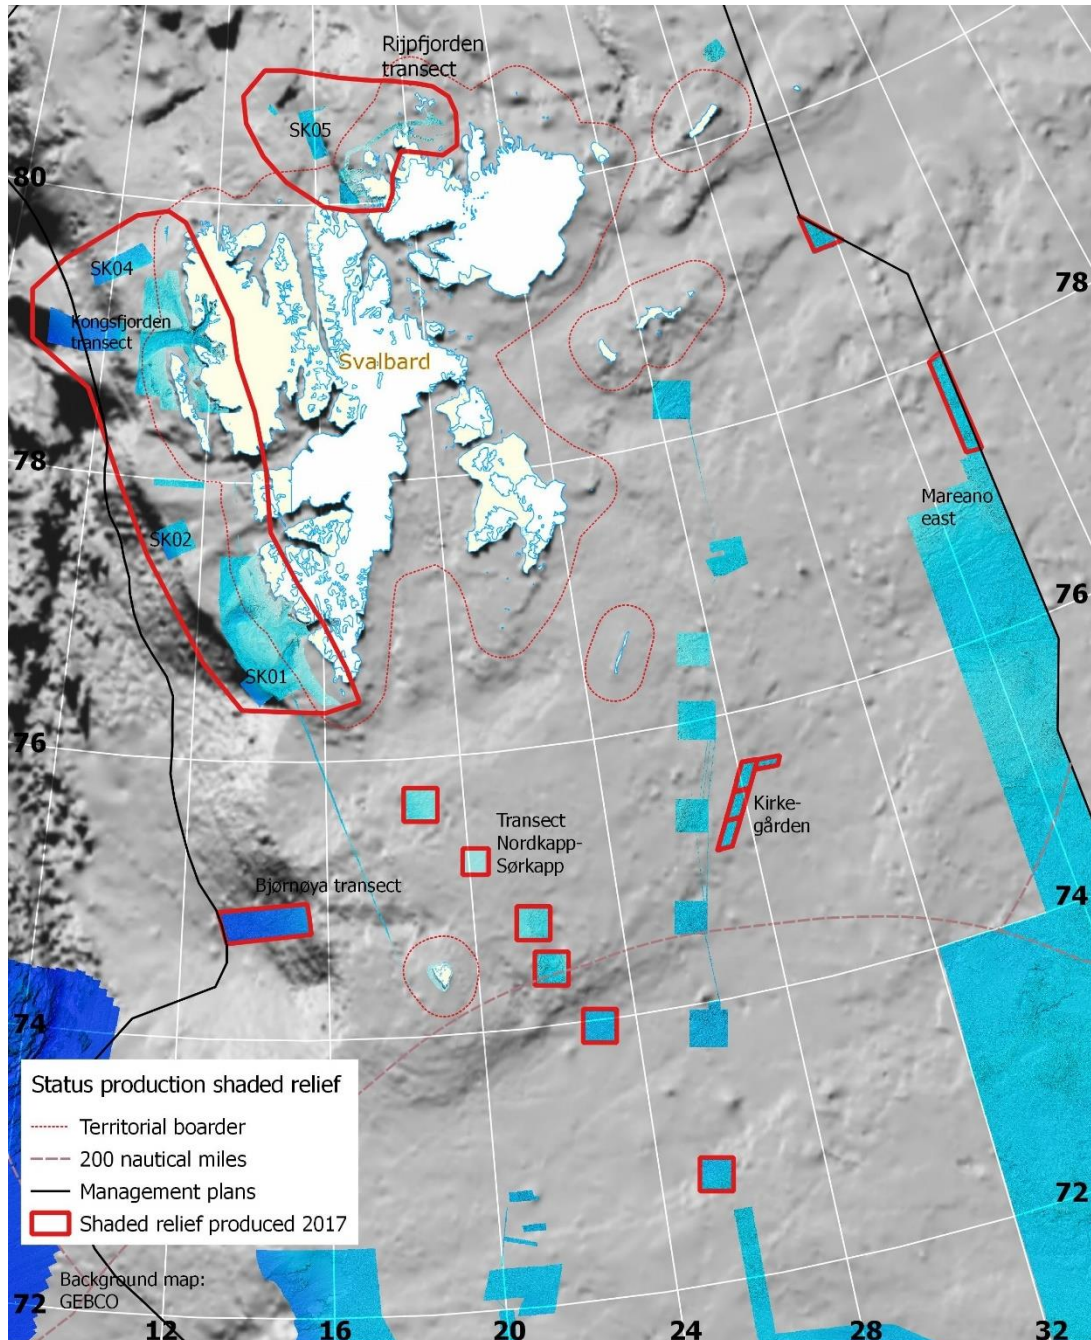 Rijpfjorden
transect
SK05
80
SK04
78
Kongsfjorden
transect
Svalbard
78
Mareano
east
SK02
76
SK01
76
Kirke-
gården
Transect
Nordkapp-
Sørkapp
Bjørnøya transect
74
74
Status production shaded relief
Territorial boarder
200 nautical miles
Management plans
Shaded relief produced 2017
72
Background map:
GEBCO
72
12
16
20
24
28
32